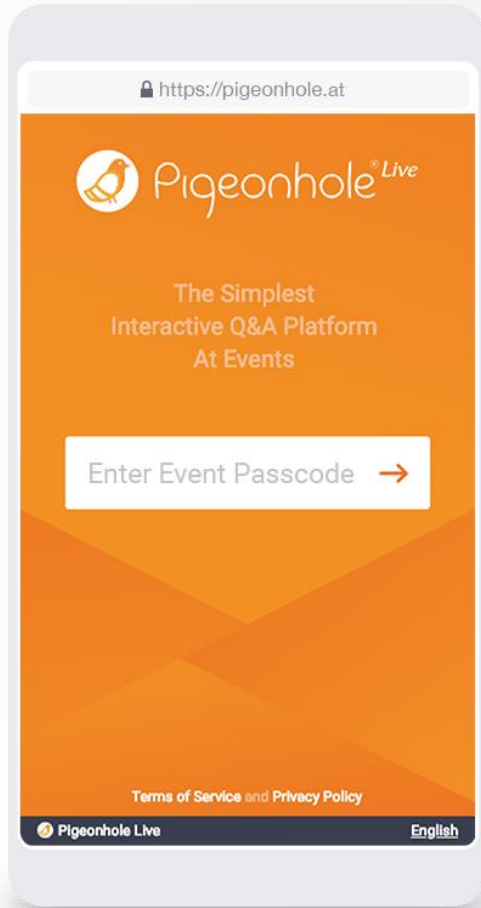 https://pigeonhole.at
Pigeonhole® Live
The Simplest
Interactive Q&A Platform
At Events
Enter Event Passcode →
Terms of Service and Privacy Policy
Pigeonhole Live English